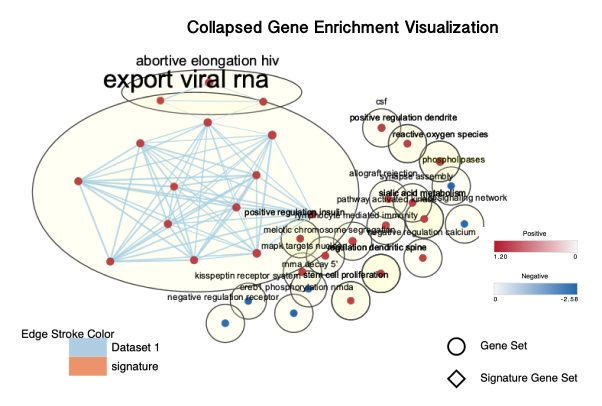 Collapsed Gene Enrichment Visualization
abortive elongation hiv
export viral rna
csf
positive regulation dendrite
reactive oxygen species
phospholipases
allograft rejection
synapse assembly
sialic acid metabolism
pathway activated
signaling network
positive regulation insulin
mediated immunity
meiotic chromosome segregation
negative regulation calcium
mapk targets
regulation dendritic spine
mrna decay 5'
kisspeptin receptor system
stem cell proliferation
creb1 phosphorylation nmda
negative regulation receptor
Positive
1.20
0
Negative
0
-2.58
Edge Stroke Color
Dataset 1
signature
Gene Set
Signature Gene Set